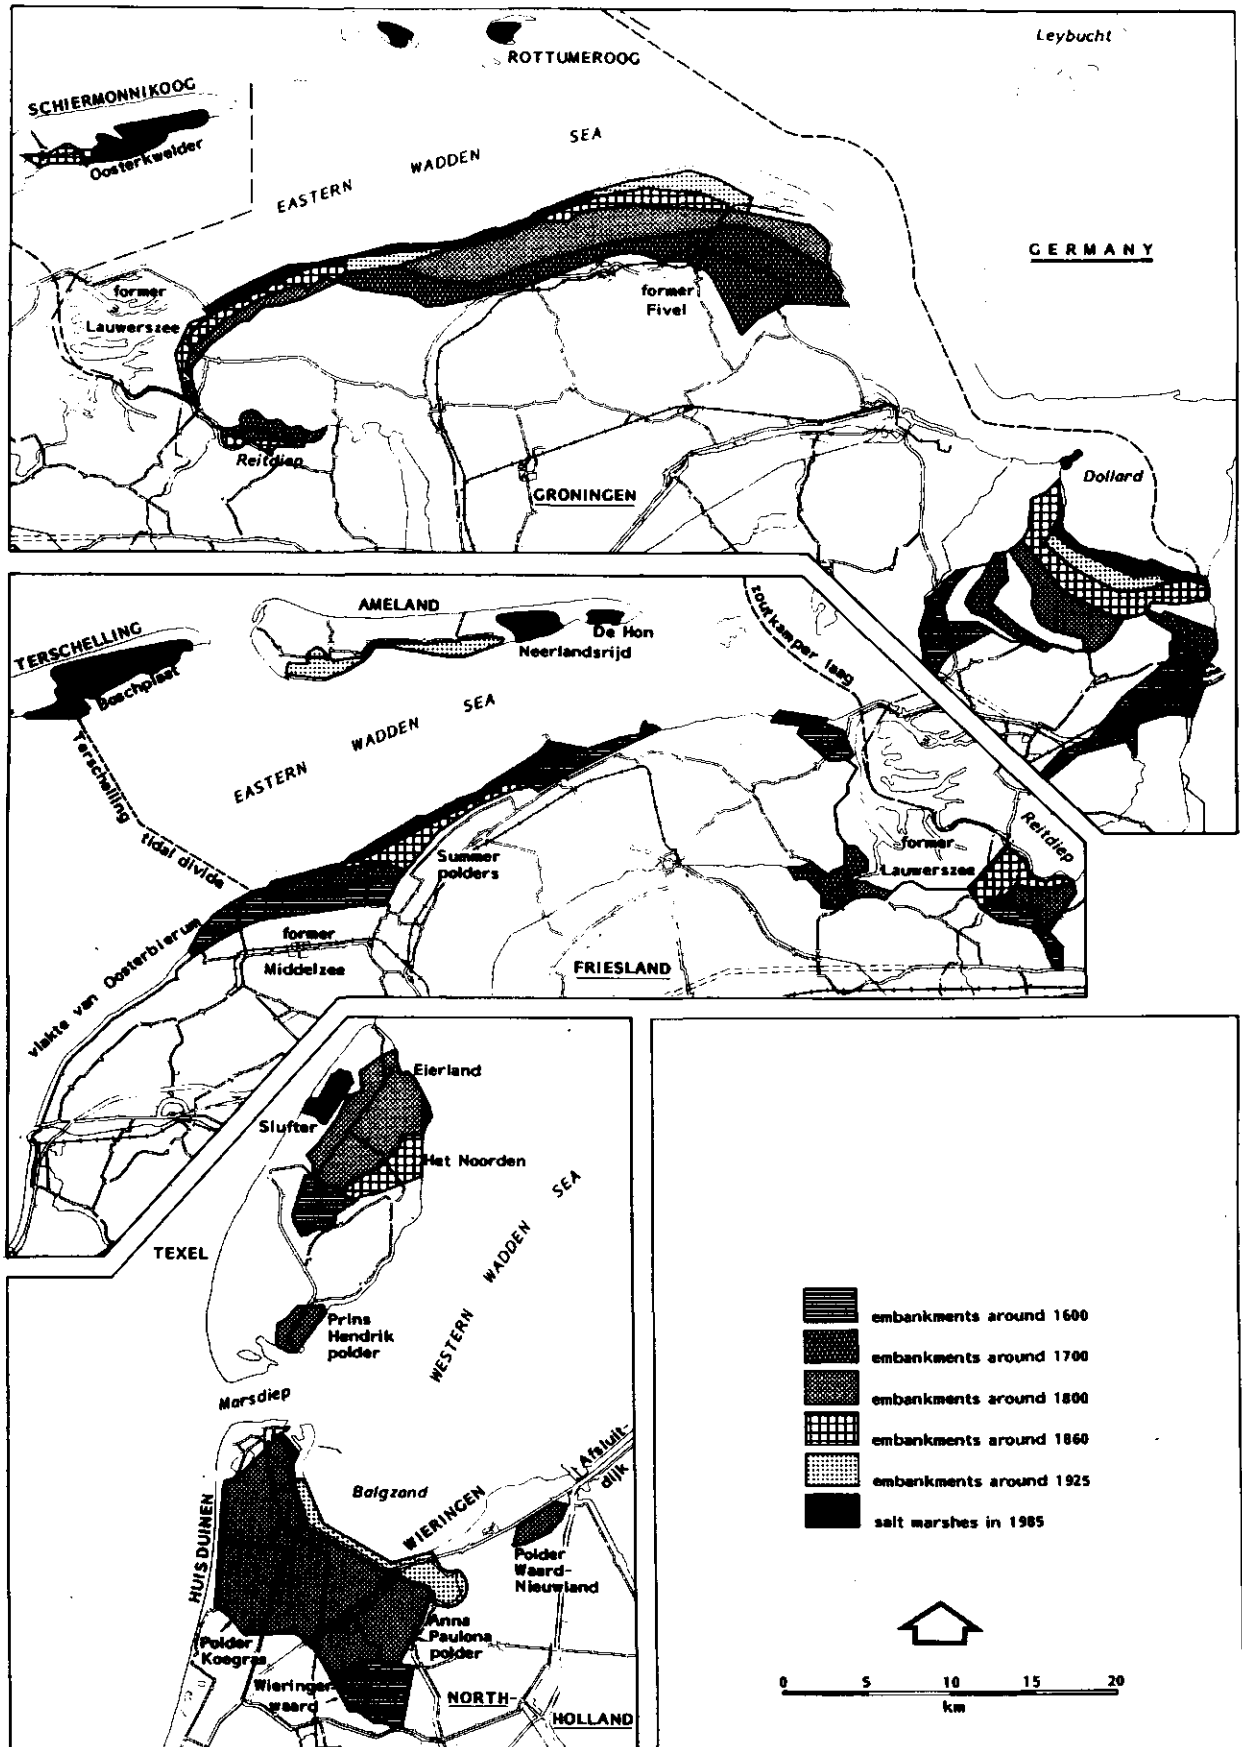 Leybucht
ROTTUMEROOG
SCHIERMONNIKOOG
Oosterkwelder
EASTERN WADDEN SEA
GERMANY
former
Lauwerszee
former
Fivel
Reitdiep
GRONINGEN
Dollard
TERSCHELLING
Boschplaat
AMELAND
De Hon
Neerlandsrijd
zoutkamper laag
EASTERN WADDEN SEA
Terschelling tidal divide
Summer
polders
former
Lauwerszee
Reitdiep
vlakte van Oosterbierum
former
Middelzee
FRIESLAND
Eierland
Slufter
Het Noorden
TEXEL
WESTERN WADDEN SEA
Prins
Hendrik
polder
Marsdiep
Afsluit-
dijk
Balgzand
WIERINGEN
HUISDUINEN
Polder
Waard-
Nieuwland
Anna
Paulona
polder
Polder
Koegras
Wieringer-
waard
NORTH-
HOLLAND
embankments around 1600
embankments around 1700
embankments around 1800
embankments around 1860
embankments around 1925
salt marshes in 1985
0 5 10 15 20
km